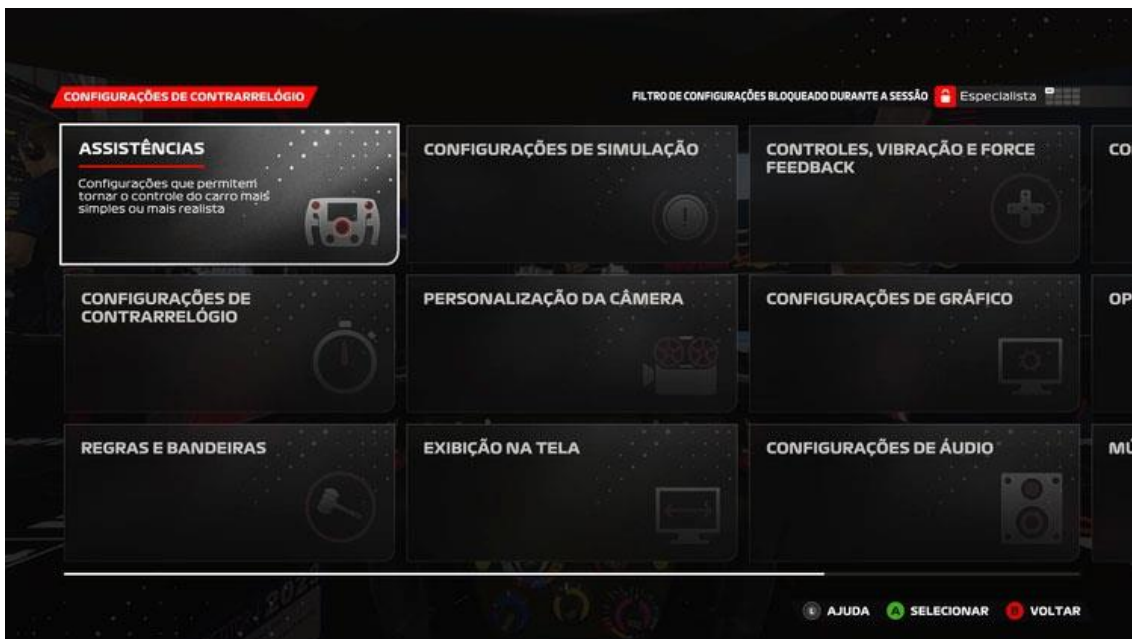 CONFIGURAÇÕES DE CONTRARRELÓGIO
FILTRO DE CONFIGURAÇÕES BLOQUEADO DURANTE A SESSÃO Especialista
ASSISTÊNCIAS
Configurações que permitem
tornar o controle do carro mais
simples ou mais realista
CONFIGURAÇÕES DE SIMULAÇÃO
CONTROLES, VIBRAÇÃO E FORCE
FEEDBACK
CO
CONFIGURAÇÕES DE
CONTRARRELÓGIO
PERSONALIZAÇÃO DA CÂMERA
CONFIGURAÇÕES DE GRÁFICO
OP
REGRAS E BANDEIRAS
EXIBIÇÃO NA TELA
CONFIGURAÇÕES DE ÁUDIO
MÚ
AJUDA A SELECIONAR B VOLTAR